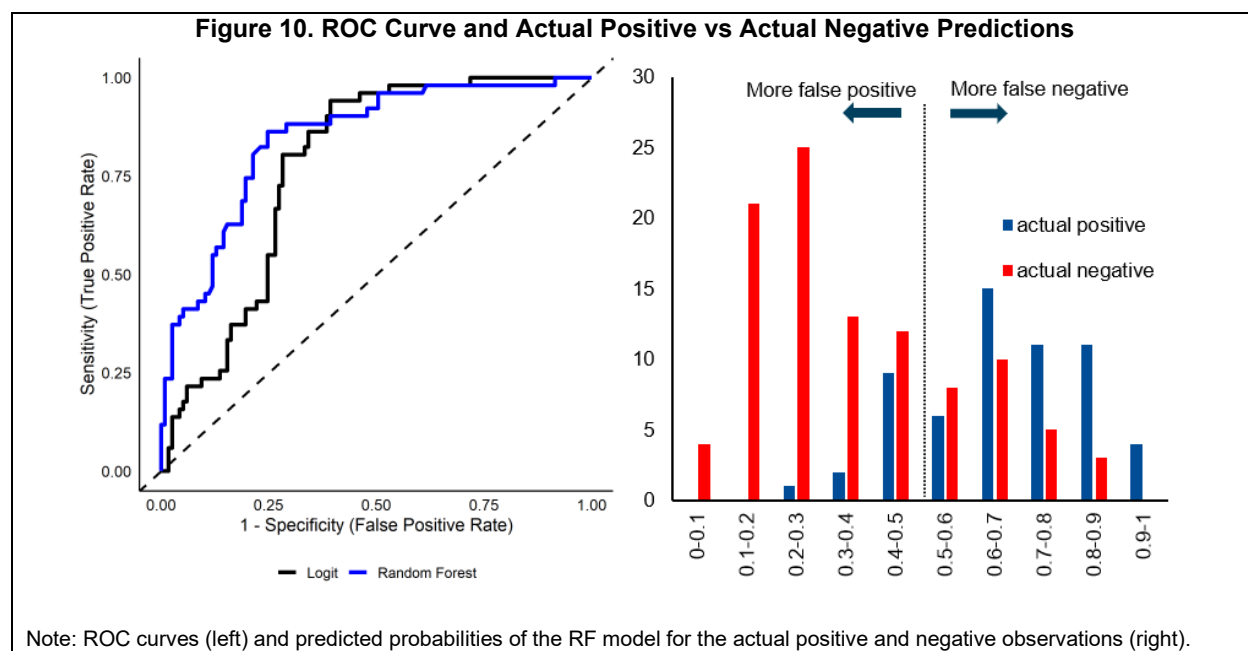 Figure 10. ROC Curve and Actual Positive vs Actual Negative Predictions
1.00
0.75
0.50
0.25
0.00
Sensitivity (True Positive Rate)
0.00 0.25 0.50 0.75 1.00
1 - Specificity (False Positive Rate)
Logit Random Forest
30
25
20
15
10
5
0
More false positive
More false negative
actual positive
actual negative
0-0.1
0.1-0.2
0.2-0.3
0.3-0.4
0.4-0.5
0.5-0.6
0.6-0.7
0.7-0.8
0.8-0.9
0.9-1
Note: ROC curves (left) and predicted probabilities of the RF model for the actual positive and negative observations (right).